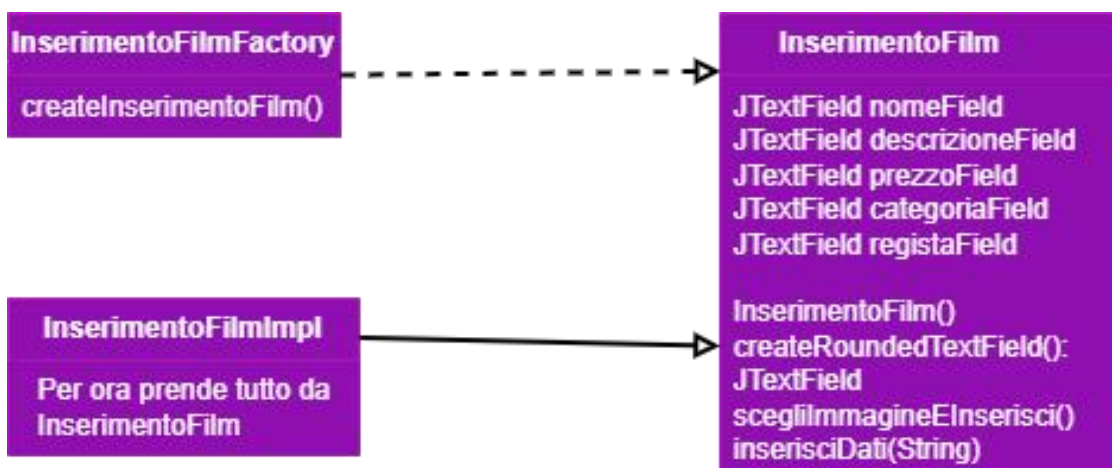 InserimentoFilmFactory
createInserimentoFilm()
InserimentoFilmImpl
Per ora prende tutto da
InserimentoFilm
InserimentoFilm
JTextField nomeField
JTextField descrizioneField
JTextField prezzoField
JTextField categoriaField
JTextField registaField
InserimentoFilm()
createRoundedTextField():
JTextField
scegliImmagineEInserisci()
inserisciDati(String)